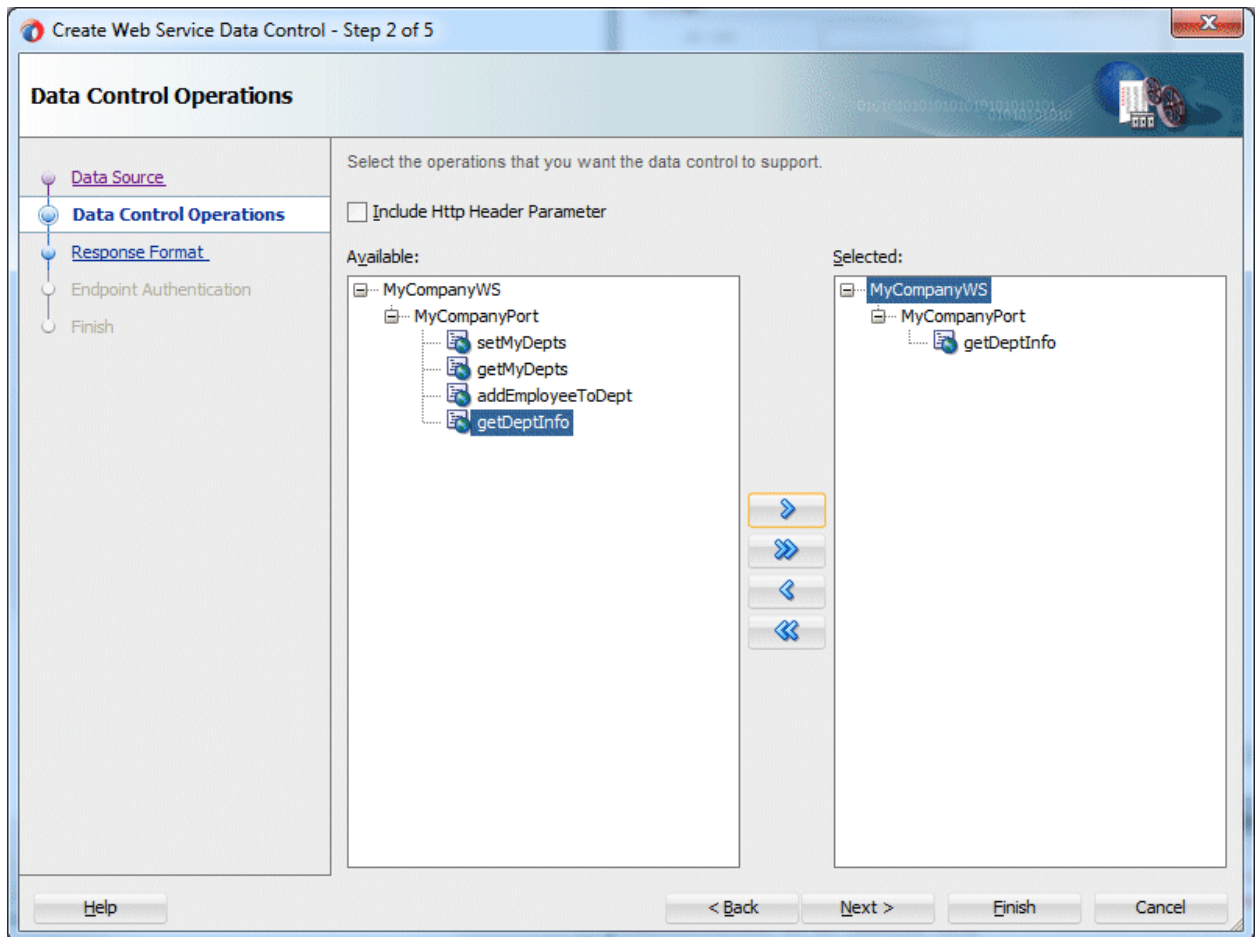 Create Web Service Data Control - Step 2 of 5
Data Control Operations
Data Source
Data Control Operations
Response Format
Endpoint Authentication
Finish
Select the operations that you want the data control to support.
Include Http Header Parameter
Available:
MyCompanyWS
MyCompanyPort
setMyDepts
getMyDepts
addEmployeeToDept
getDeptInfo
Selected:
MyCompanyWS
MyCompanyPort
getDeptInfo
Help
< Back
Next >
Finish
Cancel